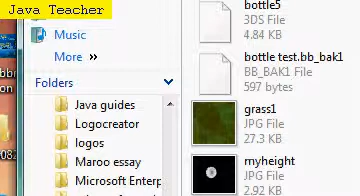 Java Teacher
Music
More »
Folders
Java guides
Logocreator
logos
Maroo essay
Microsoft Enterp
bottle5
3DS File
4.84 KB
bottle test.bb_bak1
BB_BAK1 File
597 bytes
grass1
JPG File
27.3 KB
myheight
JPG File
2.92 KB